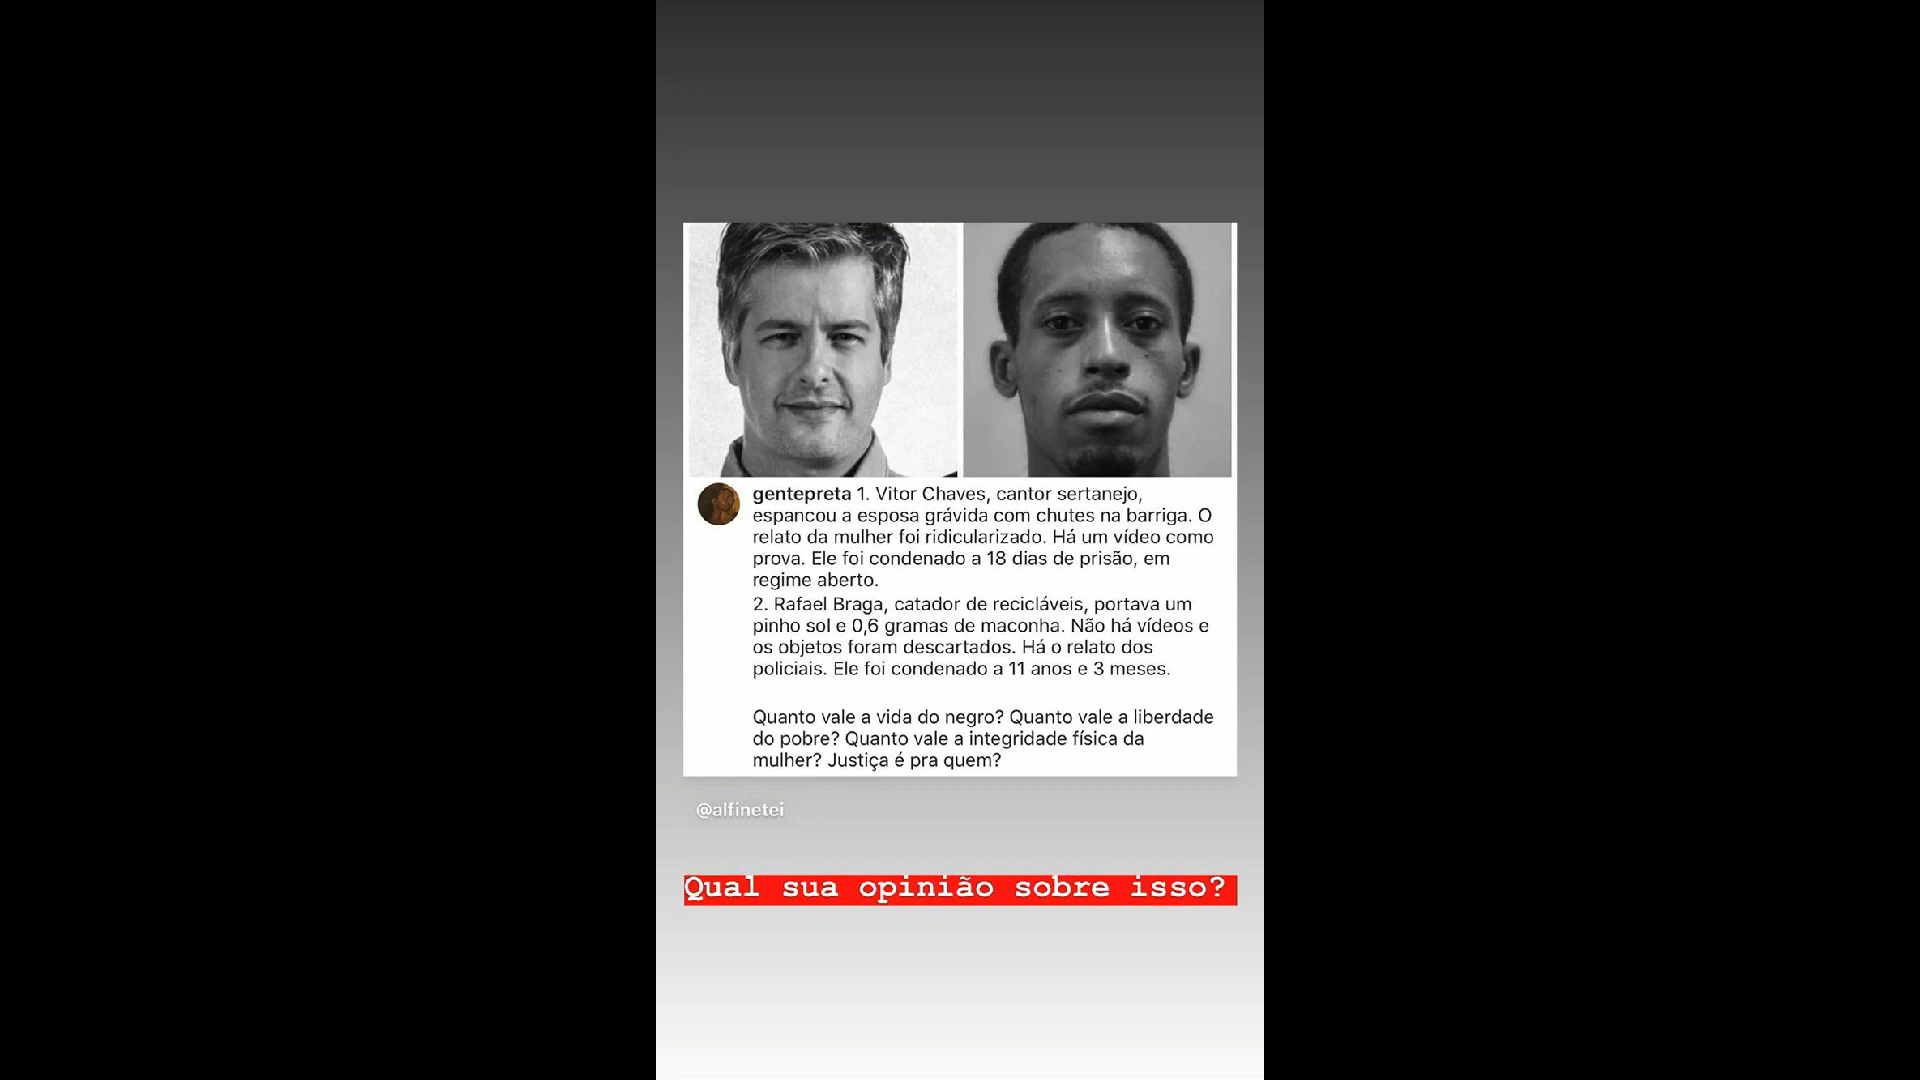 gentepreta 1. Vitor Chaves, cantor sertanejo,
espancou a esposa grávida com chutes na barriga. O
relato da mulher foi ridicularizado. Há um vídeo como
prova. Ele foi condenado a 18 dias de prisão, em
regime aberto.
2. Rafael Braga, catador de recicláveis, portava um
pinho sol e 0,6 gramas de maconha. Não há vídeos e
os objetos foram descartados. Há o relato dos
policiais. Ele foi condenado a 11 anos e 3 meses.
Quanto vale a vida do negro? Quanto vale a liberdade
do pobre? Quanto vale a integridade física da
mulher? Justiça é pra quem?
@alfinetei
Qual sua opinião sobre isso?